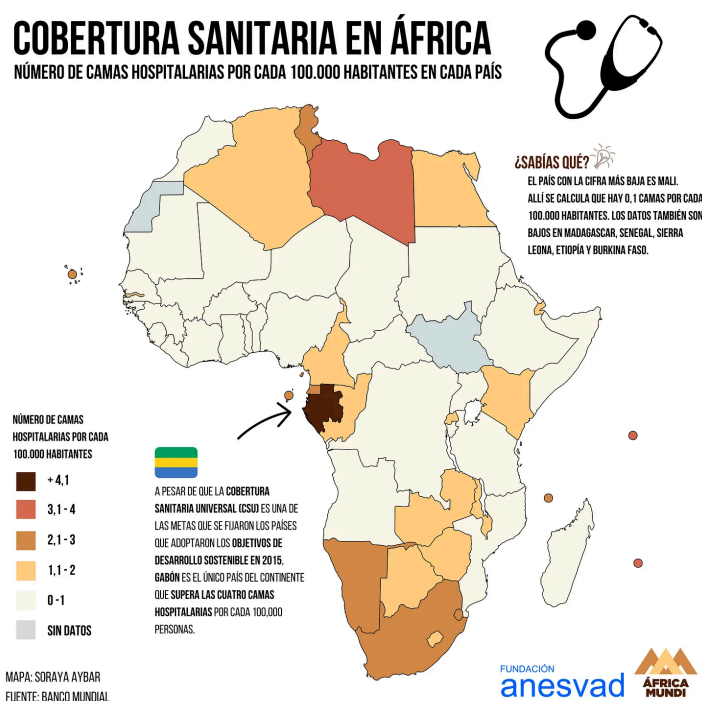 COBERTURA SANITARIA EN ÁFRICA
NÚMERO DE CAMAS HOSPITALARIAS POR CADA 100.000 HABITANTES EN CADA PAÍS
¿SABÍAS QUÉ?
EL PAÍS CON LA CIFRA MÁS BAJA ES MALI.
ALLÍ SE CALCULA QUE HAY 0,1 CAMAS POR CADA
100.000 HABITANTES. LOS DATOS TAMBIÉN SON
BAJOS EN MADAGASCAR, SENEGAL, SIERRA
LEONA, ETIOPÍA Y BURKINA FASO.
NÚMERO DE CAMAS
HOSPITALARIAS POR CADA
100.000 HABITANTES
+ 4,1
3,1 - 4
2,1 - 3
1,1 - 2
0 -1
SIN DATOS
A PESAR DE QUE LA COBERTURA
SANITARIA UNIVERSAL (CSU) ES UNA DE
LAS METAS QUE SE FIJARON LOS PAÍSES
QUE ADOPTARON LOS OBJETIVOS DE
DESARROLLO SOSTENIBLE EN 2015,
GABÓN ES EL ÚNICO PAÍS DEL CONTINENTE
QUE SUPERA LAS CUATRO CAMAS
HOSPITALARIAS POR CADA 100,000
PERSONAS.
MAPA: SORAYA AYBAR
FUENTE: BANCO MUNDIAL
FUNDACIÓN
anesvad
ÁFRICA
MUNDI